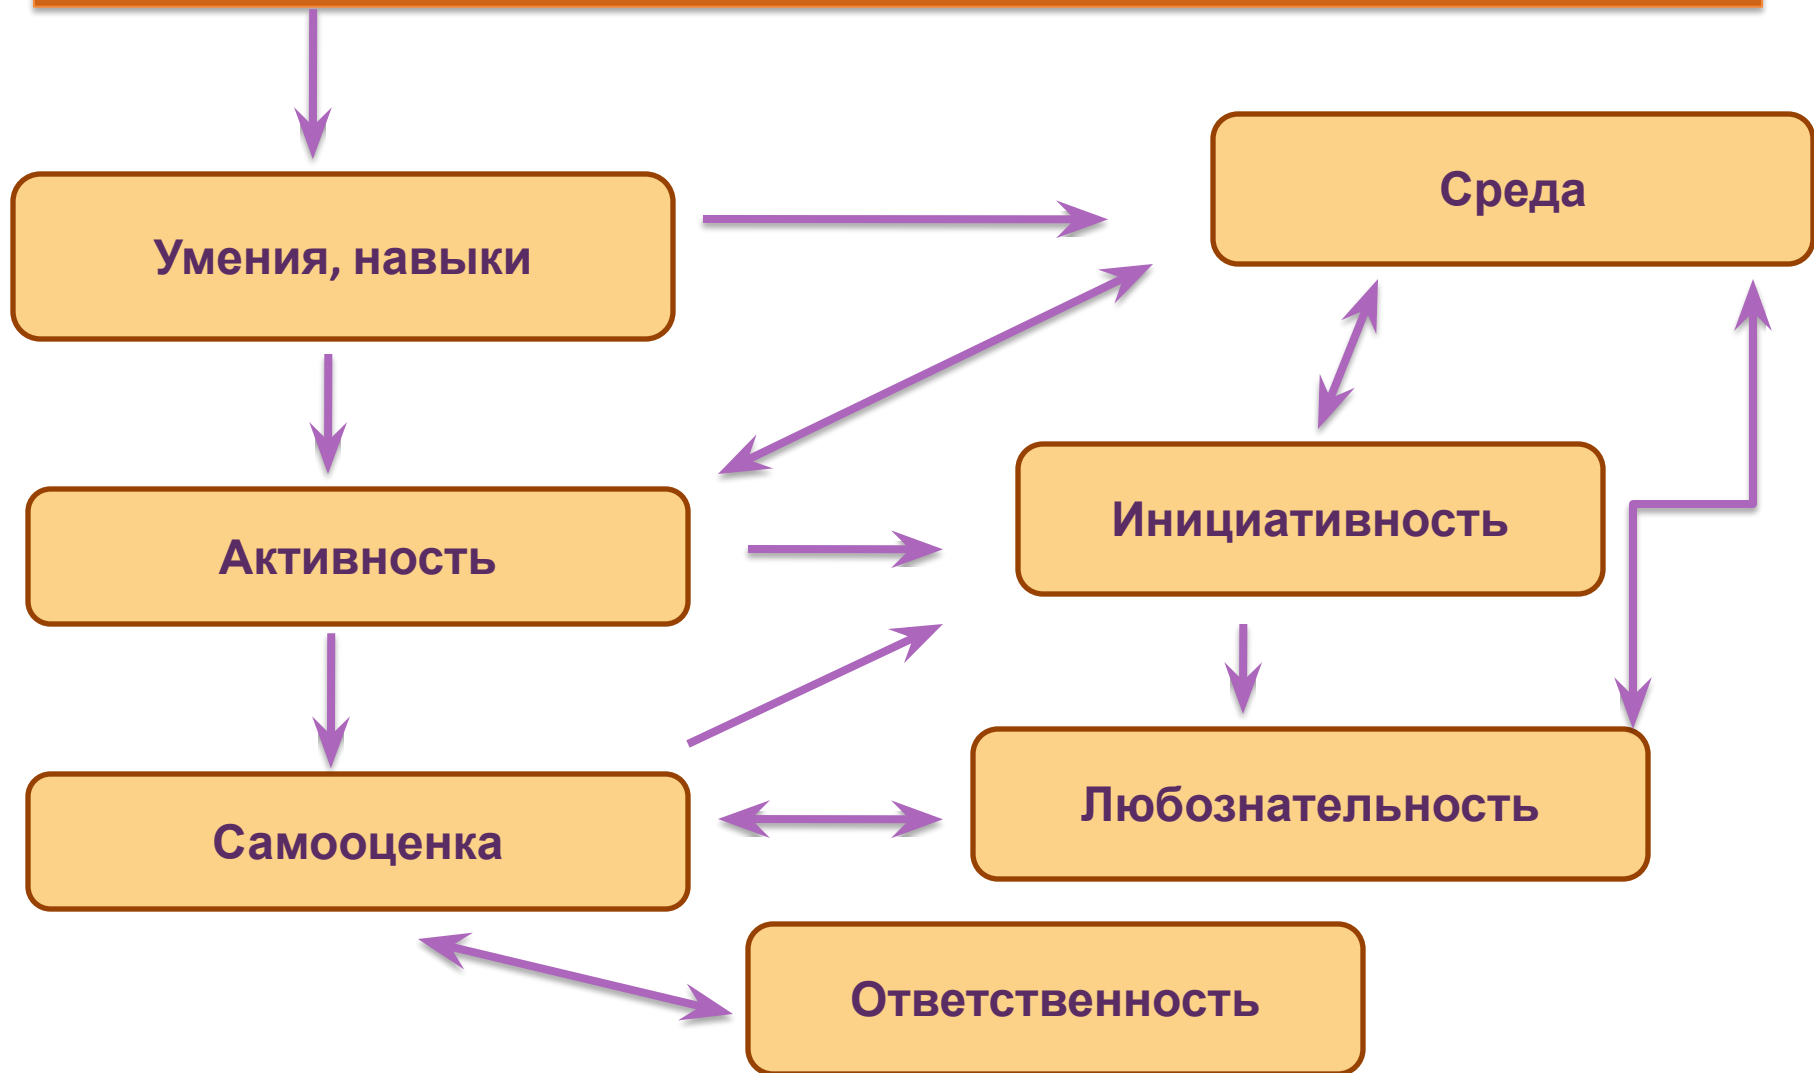 Среда
Умения, навыки
Инициативность
Активность
Любознательность
Самооценка
Ответственность